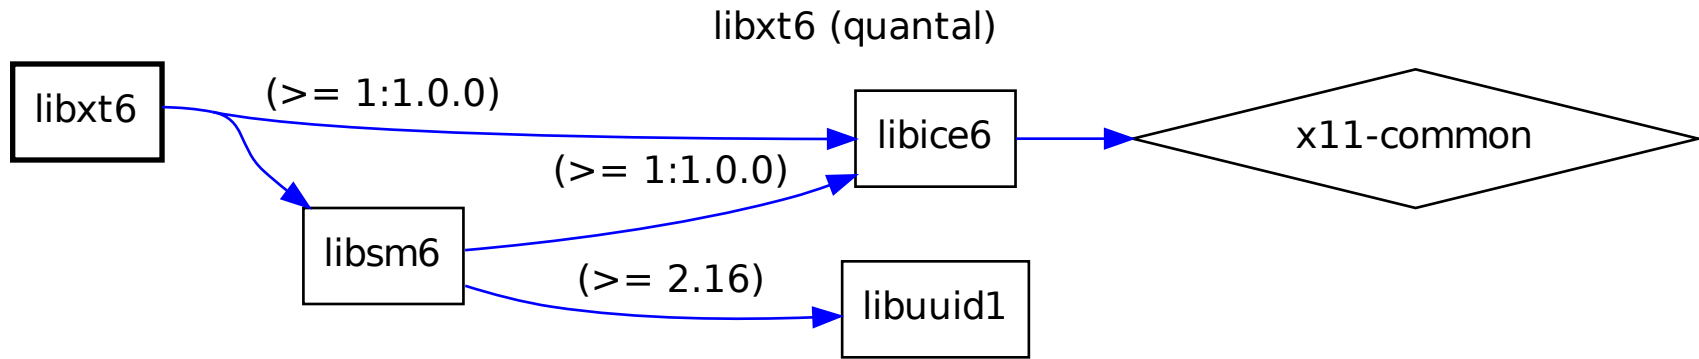 libxt6 (quantal)
libxt6
(>= 1:1.0.0)
libice6
x11-common
(>= 1:1.0.0)
libsm6
(>= 2.16)
libuuid1